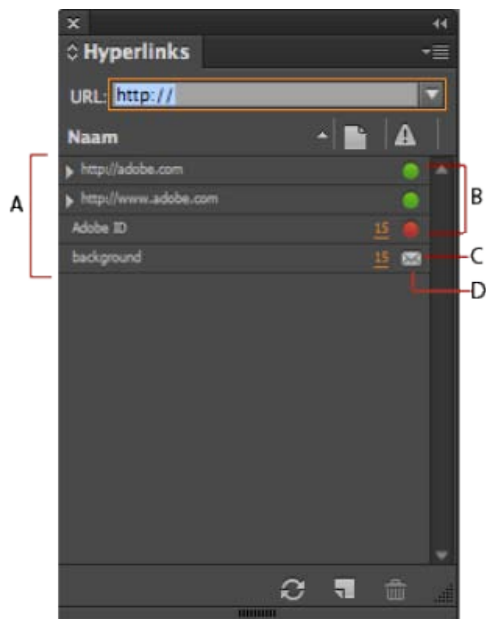 Hyperlinks
URL: http://
Naam
http://adobe.com
http://www.adobe.com
Adobe ID 15
background 15
A
B
C
D